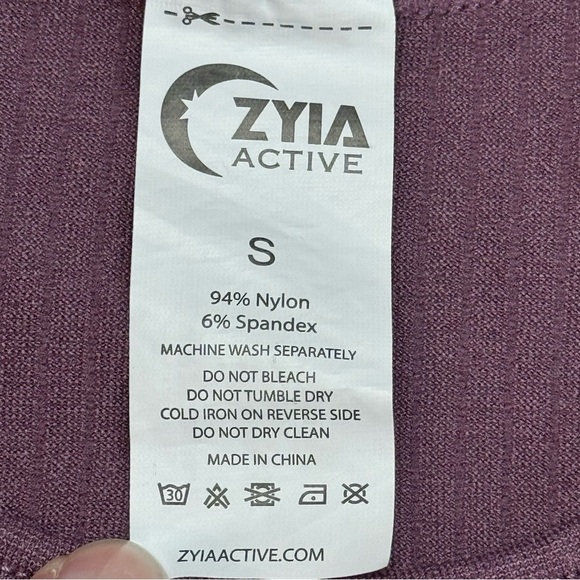 ZYIA
ACTIVE
S
94% Nylon
6% Spandex
MACHINE WASH SEPARATELY
DO NOT BLEACH
DO NOT TUMBLE DRY
COLD IRON ON REVERSE SIDE
DO NOT DRY CLEAN
MADE IN CHINA
30
ZYIAACTIVE.COM